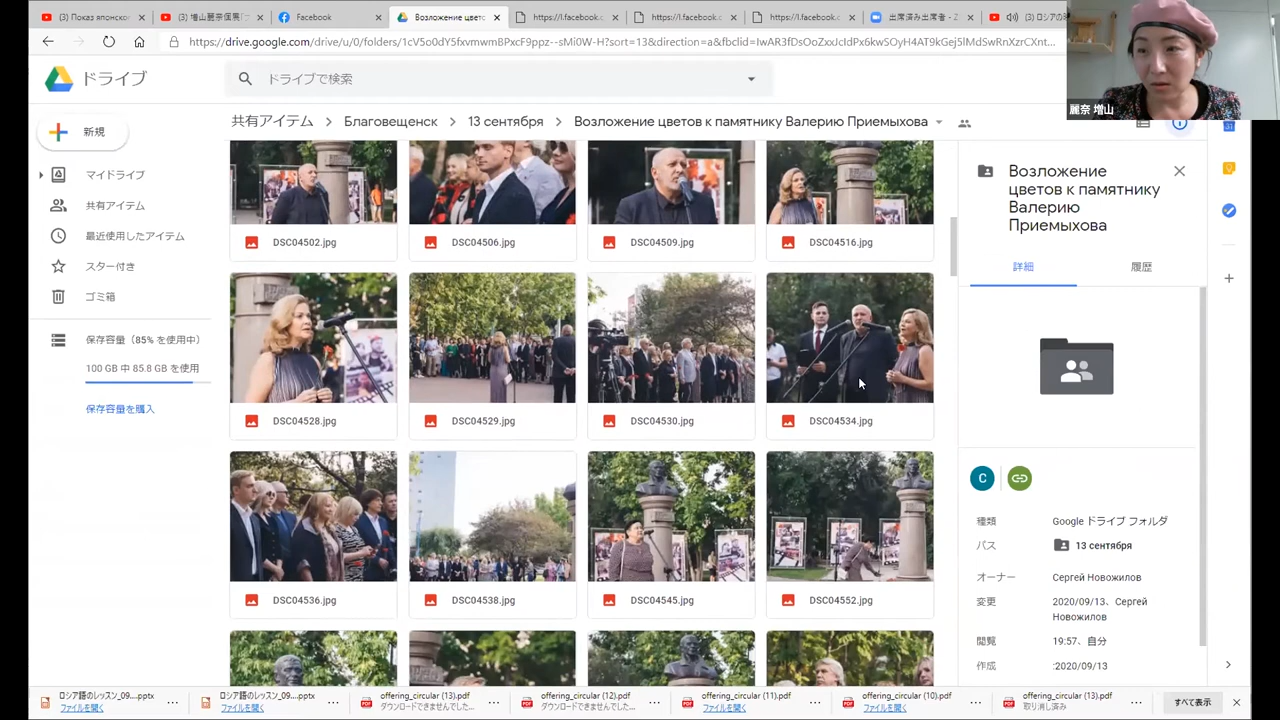 (3) Показ японског
(3) 増山麗奈個展「
Facebook
Возложение цвето
https://l.facebook.c
https://l.facebook.c
https://l.facebook.c
出席済み出席者 - Z
(3) ロシアの
https://drive.google.com/drive/u/0/folders/
麗奈 増山
ドライブ
ドライブで検索
新規
共有アイテム
13 сентября
Возложение цветов к памятнику Валерию Приемыхова
マイドライブ
共有アイテム
最近使用したアイテム
スター付き
ゴミ箱
保存容量（85% を使用中）
100 GB 中 85.8 GB を使用
保存容量を購入
DSC04502.jpg
DSC04506.jpg
DSC04509.jpg
DSC04516.jpg
DSC04528.jpg
DSC04529.jpg
DSC04530.jpg
DSC04534.jpg
DSC04536.jpg
DSC04538.jpg
DSC04545.jpg
DSC04552.jpg
Возложение
цветов к памятнику
Валерию
Приемыхова
詳細
履歴
C
種類
Google ドライブ フォルダ
パス
13 сентября
オーナー
Сергей Новожилов
変更
2020/09/13、Сергей
Новожилов
閲覧
19:57、自分
作成
:2020/09/13
ロシア語のレッスン_09....pptx
ファイルを開く
ロシア語のレッスン_09....pptx
ファイルを開く
offering_circular (13).pdf
ダウンロードできませんでした...
offering_circular (12).pdf
ダウンロードできませんでした...
offering_circular (11).pdf
ファイルを開く
offering_circular (10).pdf
ファイルを開く
offering_circular (13).pdf
取り消し済み
すべて表示